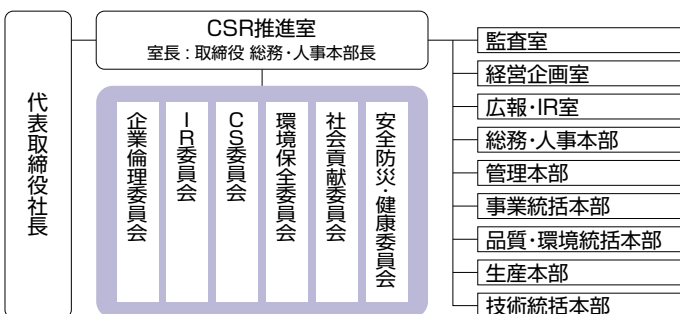 代表取締役社長
CSR推進室
室長：取締役 総務・人事本部長
企業倫理委員会
IR委員会
CS委員会
環境保全委員会
社会貢献委員会
安全防災・健康委員会
監査室
経営企画室
広報・IR室
総務・人事本部
管理本部
事業統括本部
品質・環境統括本部
生産本部
技術統括本部